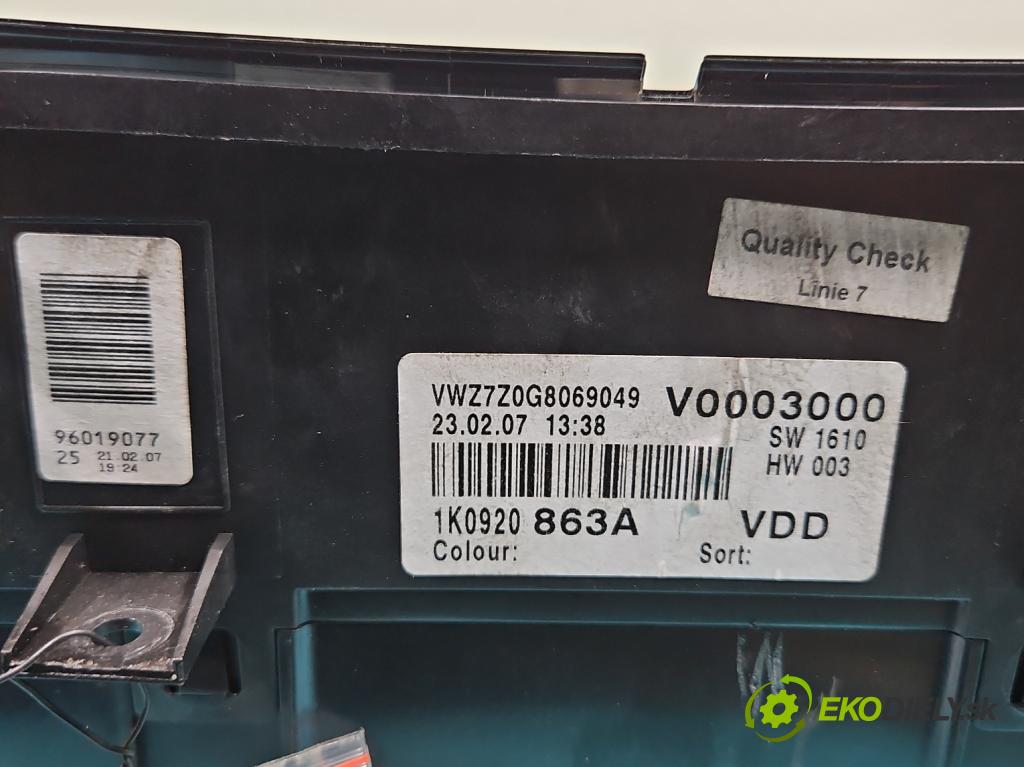 Quality Check
Linie 7
96019077
25 21 02 07
19 24
VWZ7Z0G8069049 V0003000
23.02.07 13:38 SW 1610
HW 003
1K0920 863A VDD
Colour: Sort:
EKODIELY.sk